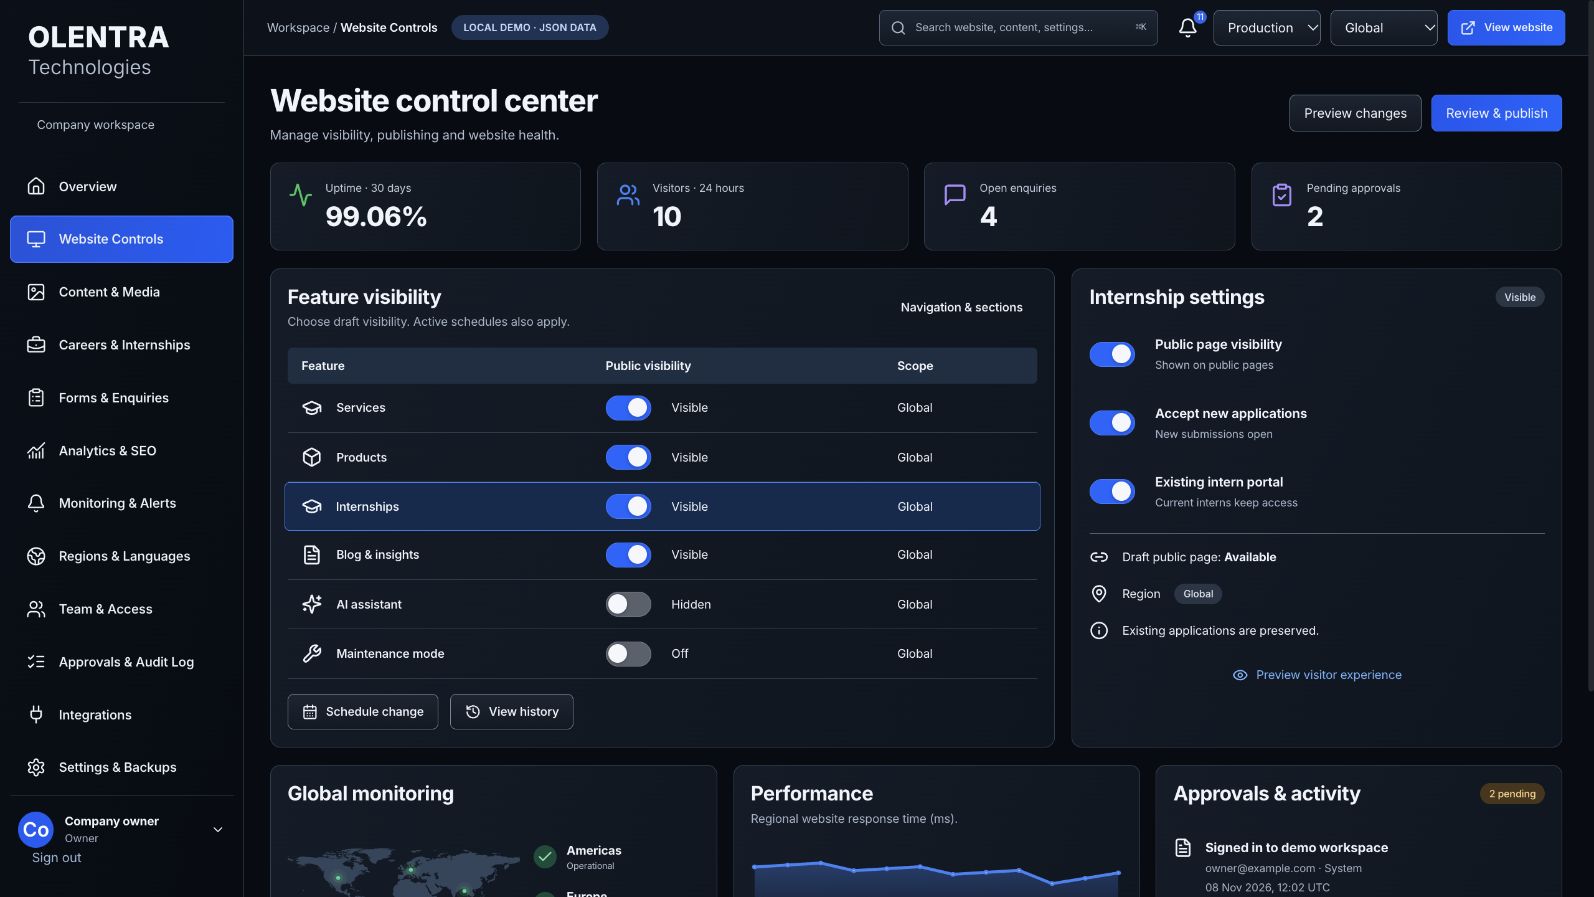 OLENTRA
Technologies
Company workspace
Overview
Website Controls
Content & Media
Careers & Internships
Forms & Enquiries
Analytics & SEO
Monitoring & Alerts
Regions & Languages
Team & Access
Approvals & Audit Log
Integrations
Settings & Backups
Co
Company owner
Owner
Sign out
Workspace / Website Controls
LOCAL DEMO · JSON DATA
Search website, content, settings...
⌘K
11
Production
Global
View website
Website control center
Manage visibility, publishing and website health.
Preview changes
Review & publish
Uptime · 30 days
99.06%
Visitors · 24 hours
10
Open enquiries
4
Pending approvals
2
Feature visibility
Choose draft visibility. Active schedules also apply.
Navigation & sections
Feature Public visibility Scope
Services Visible Global
Products Visible Global
Internships Visible Global
Blog & insights Visible Global
AI assistant Hidden Global
Maintenance mode Off Global
Schedule change
View history
Internship settings
Visible
Public page visibility
Shown on public pages
Accept new applications
New submissions open
Existing intern portal
Current interns keep access
Draft public page: Available
Region Global
Existing applications are preserved.
Preview visitor experience
Global monitoring
Americas
Operational
Europe
Performance
Regional website response time (ms).
Approvals & activity
2 pending
Signed in to demo workspace
owner@example.com · System
08 Nov 2026, 12:02 UTC